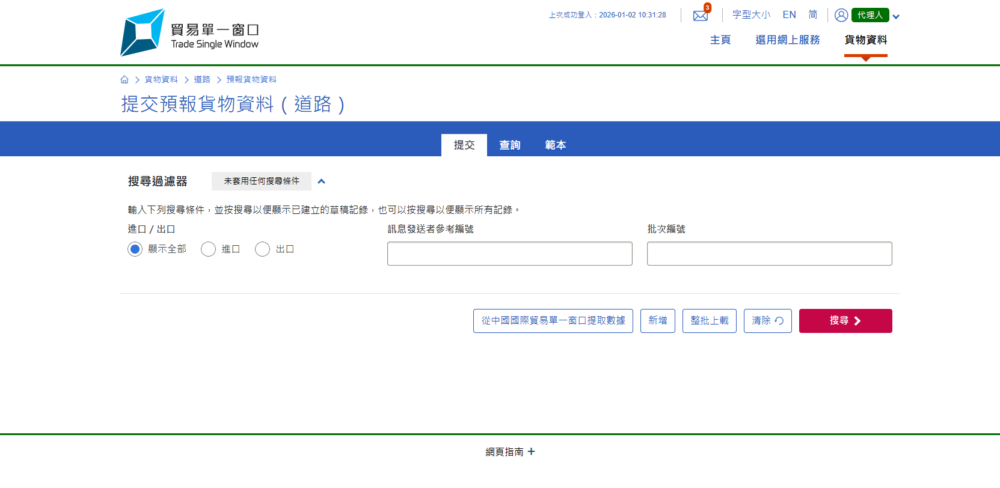 貿易單一窗口
Trade Single Window
上次成功登入：2026-01-02 10:31:28
3
字型大小
EN
简
代理人
主頁
選用網上服務
貨物資料
貨物資料
道路
預報貨物資料
提交預報貨物資料 ( 道路 )
提交
查詢
範本
搜尋過濾器
未套用任何搜尋條件
輸入下列搜尋條件，並按搜尋以便顯示已建立的草稿記錄，也可以按搜尋以便顯示所有記錄。
進口 / 出口
訊息發送者參考編號
批次編號
顯示全部
進口
出口
從中國國際貿易單一窗口提取數據
新增
整批上載
清除
搜尋
網頁指南